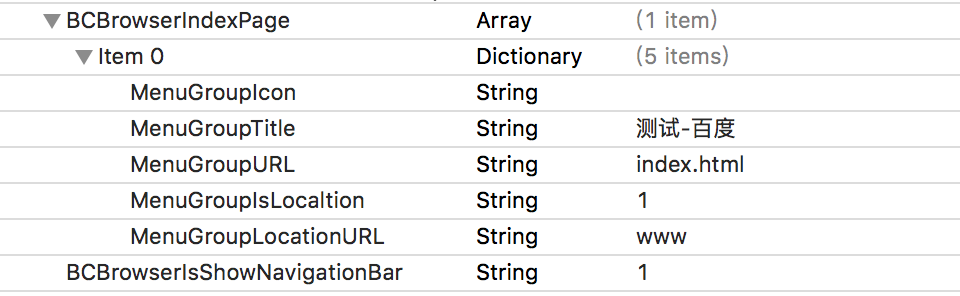 BCBrowserIndexPage Array (1 item)
Item 0 Dictionary (5 items)
MenuGroupIcon String
MenuGroupTitle String 测试-百度
MenuGroupURL String index.html
MenuGroupIsLocaltion String 1
MenuGroupLocationURL String www
BCBrowserIsShowNavigationBar String 1